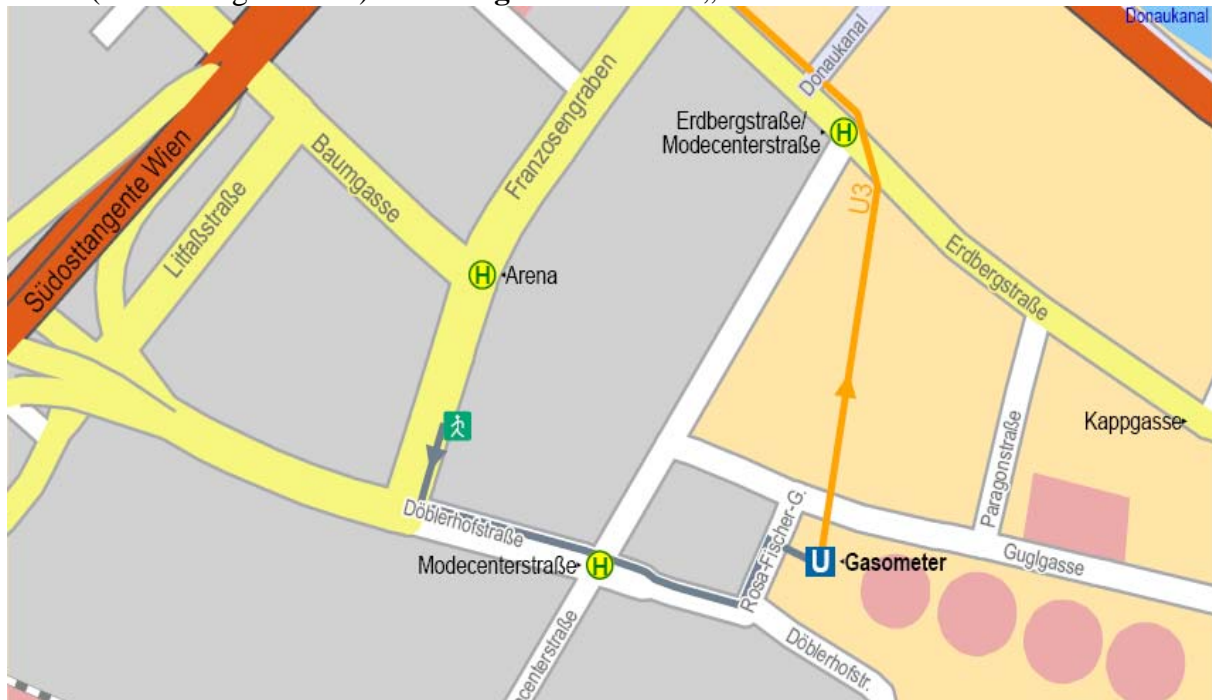 Donaukanal
Donaukanal
Franzosengraben
Erdbergstraße/
Modecenterstraße
H
Südosttangente Wien
Baumgasse
Litfaßstraße
U3
H
Arena
Erdbergstraße
Kappgasse
Paragonstraße
Döblerhofstraße
Rosa-Fischer-G.
Guglgasse
Modecenterstraße
H
U
Gasometer
Döblerhofstr.
ecenterstraße